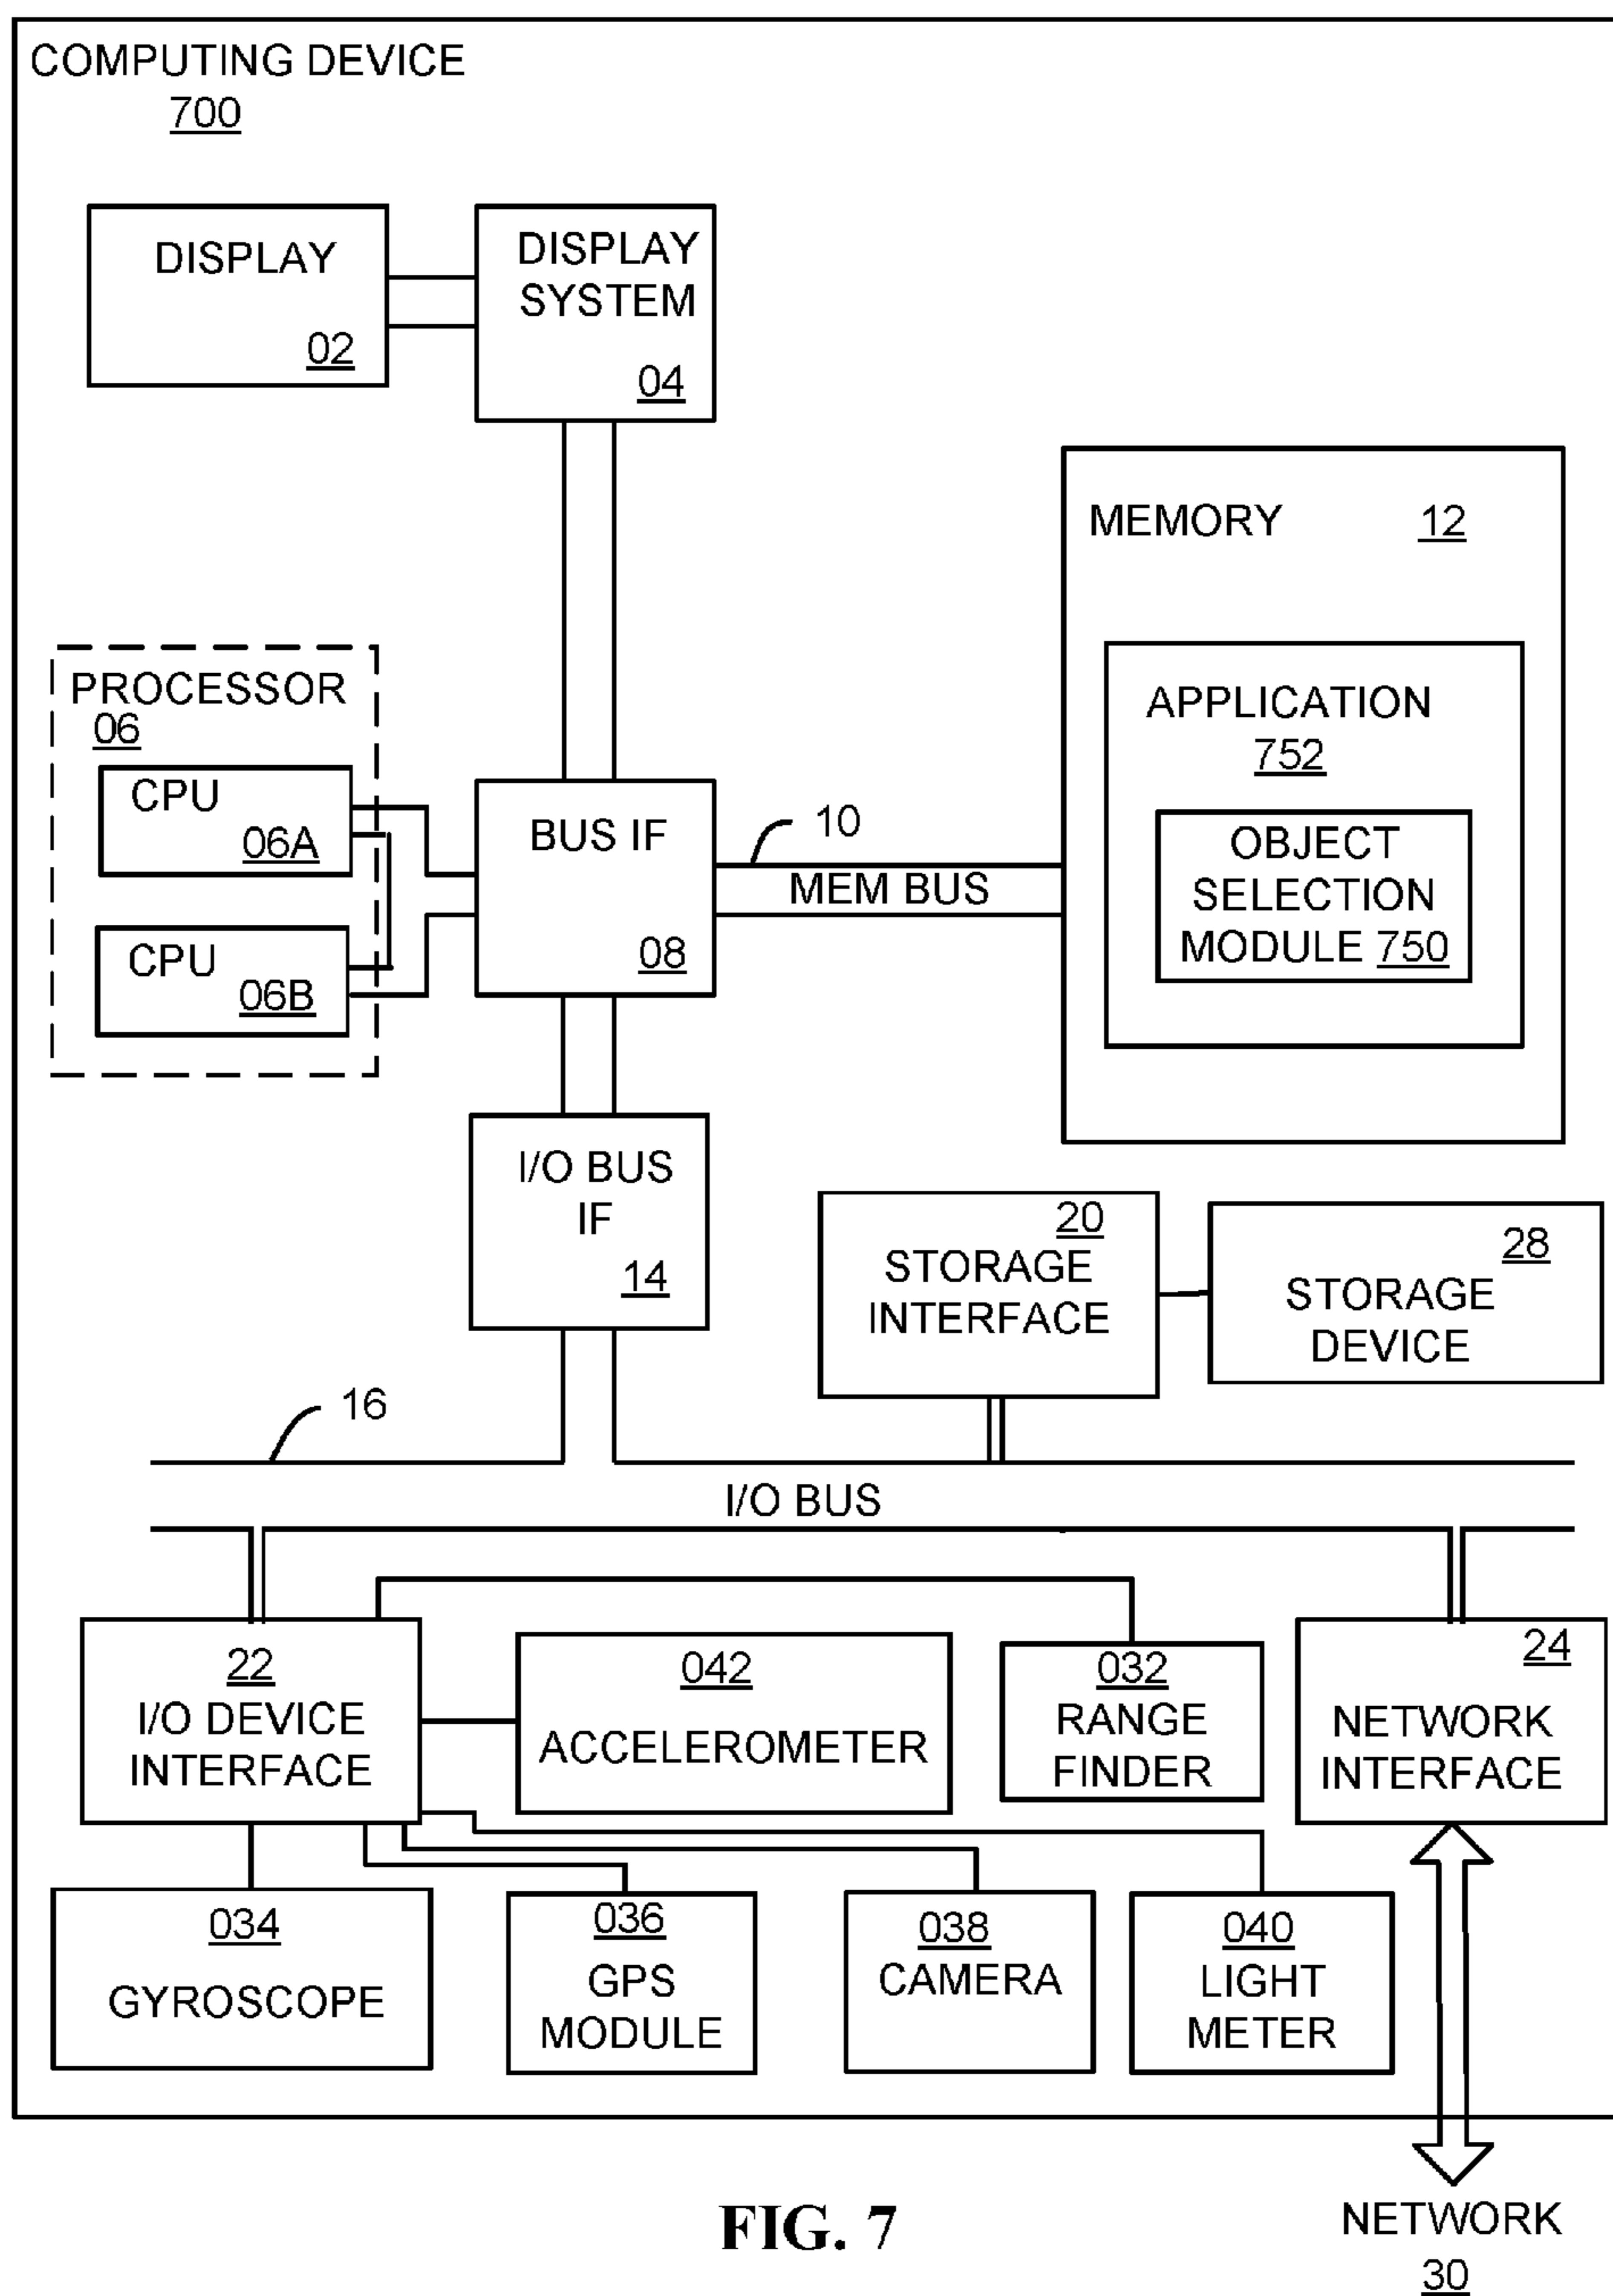 COMPUTING DEVICE
700
DISPLAY
02
DISPLAY
SYSTEM
04
MEMORY 12
PROCESSOR
06
CPU
06A
CPU
06B
BUS IF
08
10
MEM BUS
APPLICATION
752
OBJECT
SELECTION
MODULE 750
I/O BUS
IF
14
20
STORAGE
INTERFACE
28
STORAGE
DEVICE
16
I/O BUS
22
I/O DEVICE
INTERFACE
042
ACCELEROMETER
032
RANGE
FINDER
24
NETWORK
INTERFACE
034
GYROSCOPE
036
GPS
MODULE
038
CAMERA
040
LIGHT
METER
FIG. 7
NETWORK
30